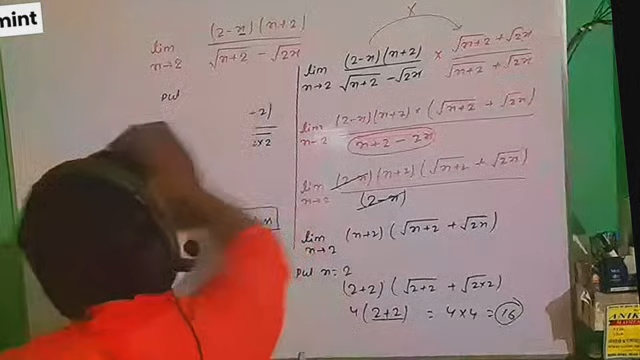 mint
lim (2-x)(x+2) / √x+2 - √2x
x→2
put
-2)
2×2
x
lim (2-x)(x+2) / √x+2 - √2x × √x+2 + √2x / √x+2 + √2x
x→2
lim (2-x)(x+2) × (√x+2 + √2x) / x+2 - 2x
x→2
lim (2-x)(x+2)(√x+2 + √2x) / (2-x)
lim (x+2)(√x+2 + √2x)
x→2
put x = 2
(2+2)(√2+2 + √2×2)
4(2+2) = 4×4 = 16